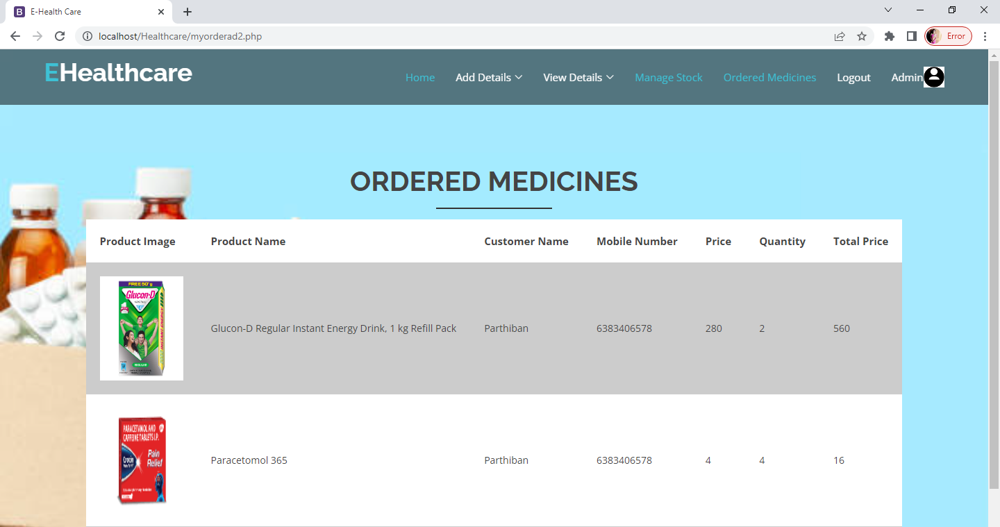 E-Health Care
localhost/Healthcare/myorderad2.php
Error
EHealthcare
Home Add Details View Details Manage Stock Ordered Medicines Logout Admin
ORDERED MEDICINES
Product Image Product Name Customer Name Mobile Number Price Quantity Total Price
FREE 50g
Glucon-D
INSTANT ENERGY
REGULAR
Glucon-D Regular Instant Energy Drink, 1 kg Refill Pack Parthiban 6383406578 280 2 560
PARACETAMOL AND
CAFFEINE TABLETS I.P.
Crocin
Pain
Relief
Paracetomol 365 Parthiban 6383406578 4 4 16